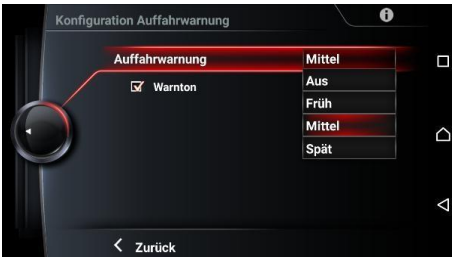 Konfiguration Auffahrwarnung
Auffahrwarnung
Mittel
Warnton
Aus
Früh
Mittel
Spät
Zurück